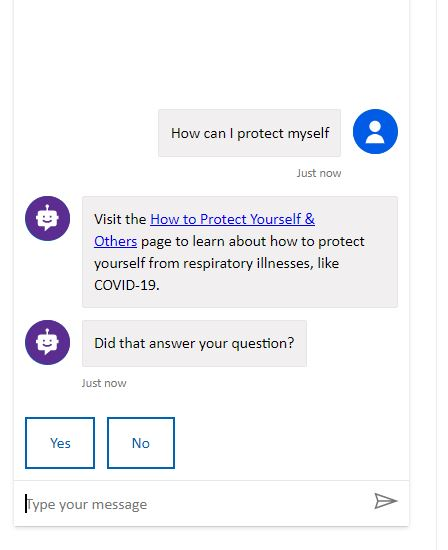 How can I protect myself
Just now
Visit the How to Protect Yourself &
Others page to learn about how to protect
yourself from respiratory illnesses, like
COVID-19.
Did that answer your question?
Just now
Yes
No
Type your message